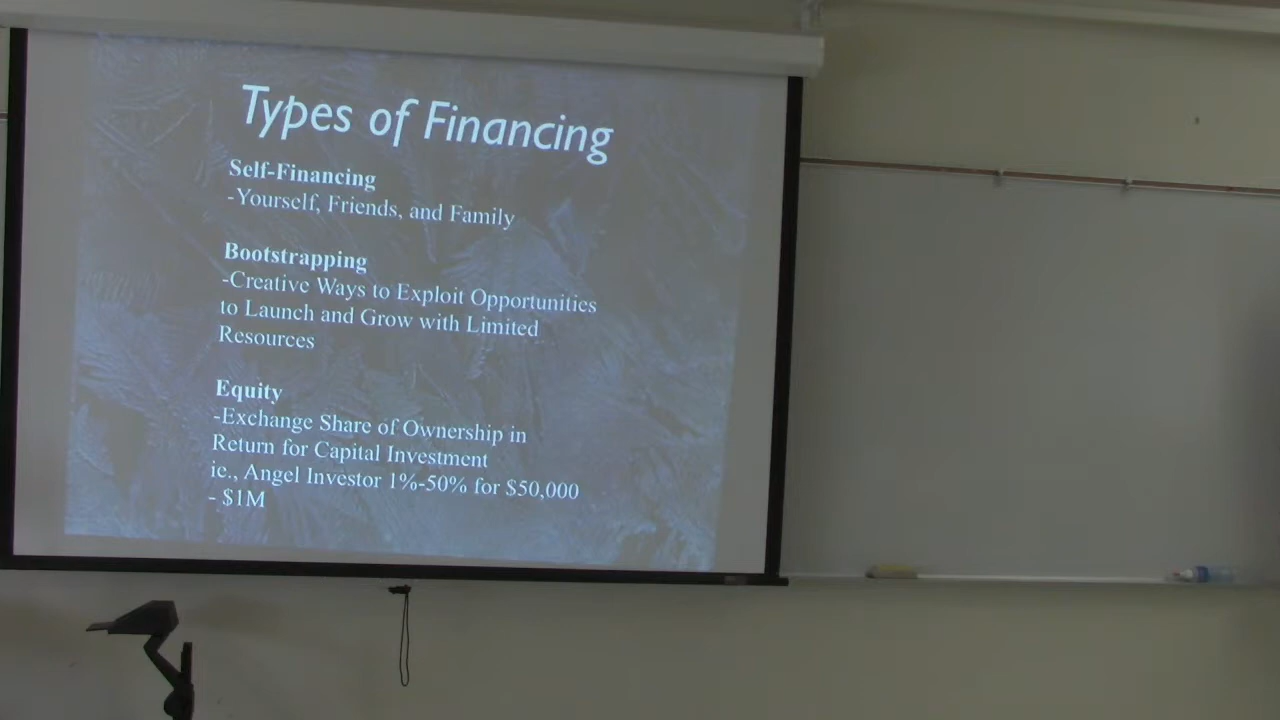 Types of Financing
Self-Financing
-Yourself, Friends, and Family
Bootstrapping
-Creative Ways to Exploit Opportunities
to Launch and Grow with Limited
Resources
Equity
-Exchange Share of Ownership in
Return for Capital Investment
ie., Angel Investor 1%-50% for $50,000
- $1M